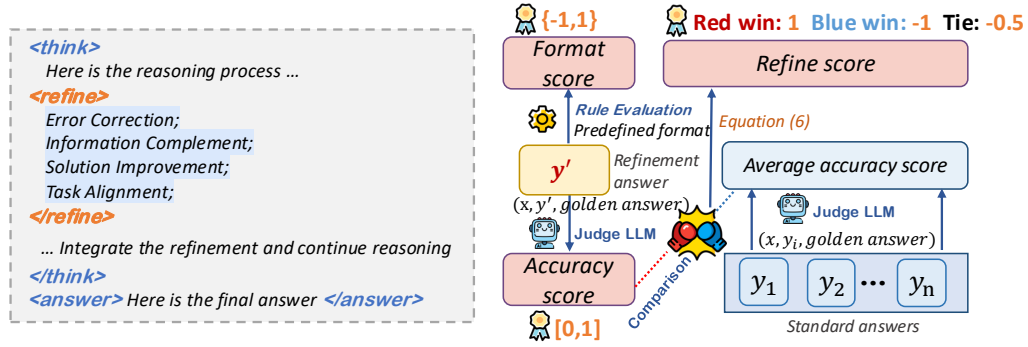 <think>
Here is the reasoning process ...
<refine>
Error Correction;
Information Complement;
Solution Improvement;
Task Alignment;
</refine>
... Integrate the refinement and continue reasoning
</think>
<answer> Here is the final answer </answer>
{-1,1}
Format
score
Rule Evaluation
Predefined format
y′
Refinement
answer
(x, y′, golden answer)
Judge LLM
Accuracy
score
[0,1]
Red win: 1 Blue win: -1 Tie: -0.5
Refine score
Equation (6)
Average accuracy score
Judge LLM
(x, yᵢ, golden answer)
Comparison
y₁ y₂ ... yₙ
Standard answers